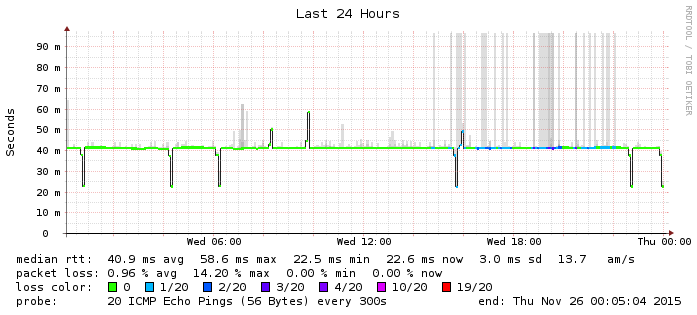 Last 24 Hours
RRDTOOL / TOBI OETIKER
Seconds
90 m
80 m
70 m
60 m
50 m
40 m
30 m
20 m
10 m
0
Wed 06:00 Wed 12:00 Wed 18:00 Thu 00:00
median rtt: 40.9 ms avg 58.6 ms max 22.5 ms min 22.6 ms now 3.0 ms sd 13.7 am/s
packet loss: 0.96 % avg 14.20 % max 0.00 % min 0.00 % now
loss color: 0 1/20 2/20 3/20 4/20 10/20 19/20
probe: 20 ICMP Echo Pings (56 Bytes) every 300s end: Thu Nov 26 00:05:04 2015